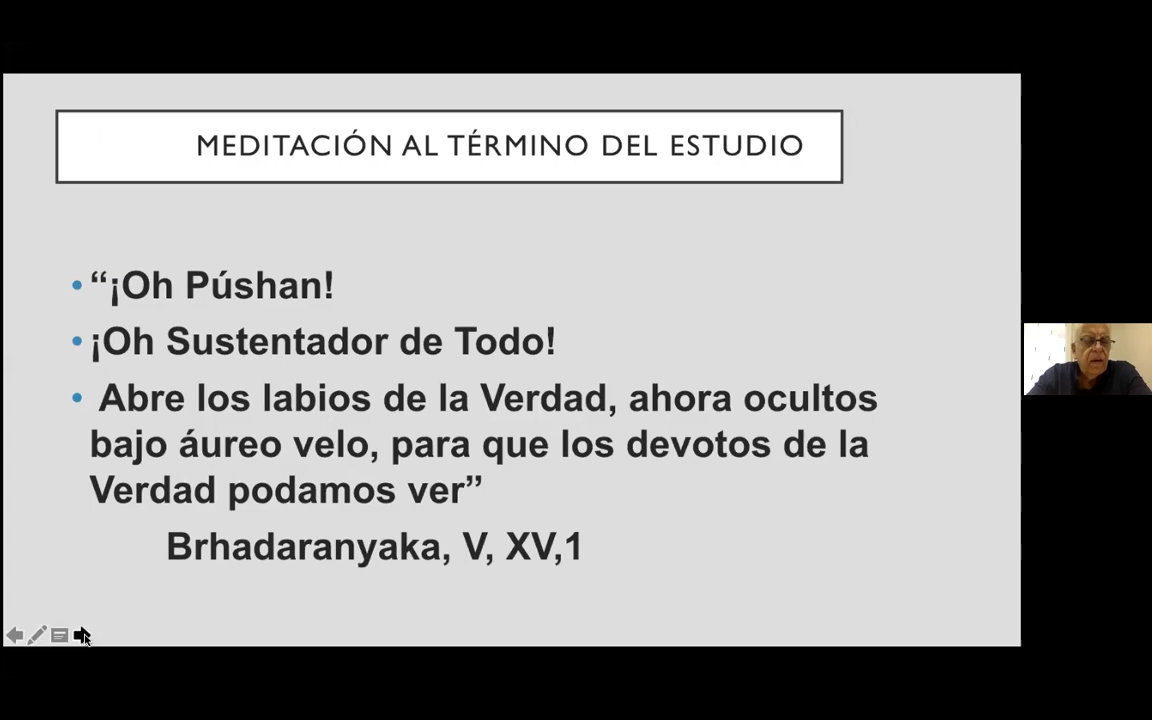 MEDITACIÓN AL TÉRMINO DEL ESTUDIO
• “¡Oh Púshan!
• ¡Oh Sustentador de Todo!
• Abre los labios de la Verdad, ahora ocultos
bajo áureo velo, para que los devotos de la
Verdad podamos ver”
Brhadaranyaka, V, XV,1